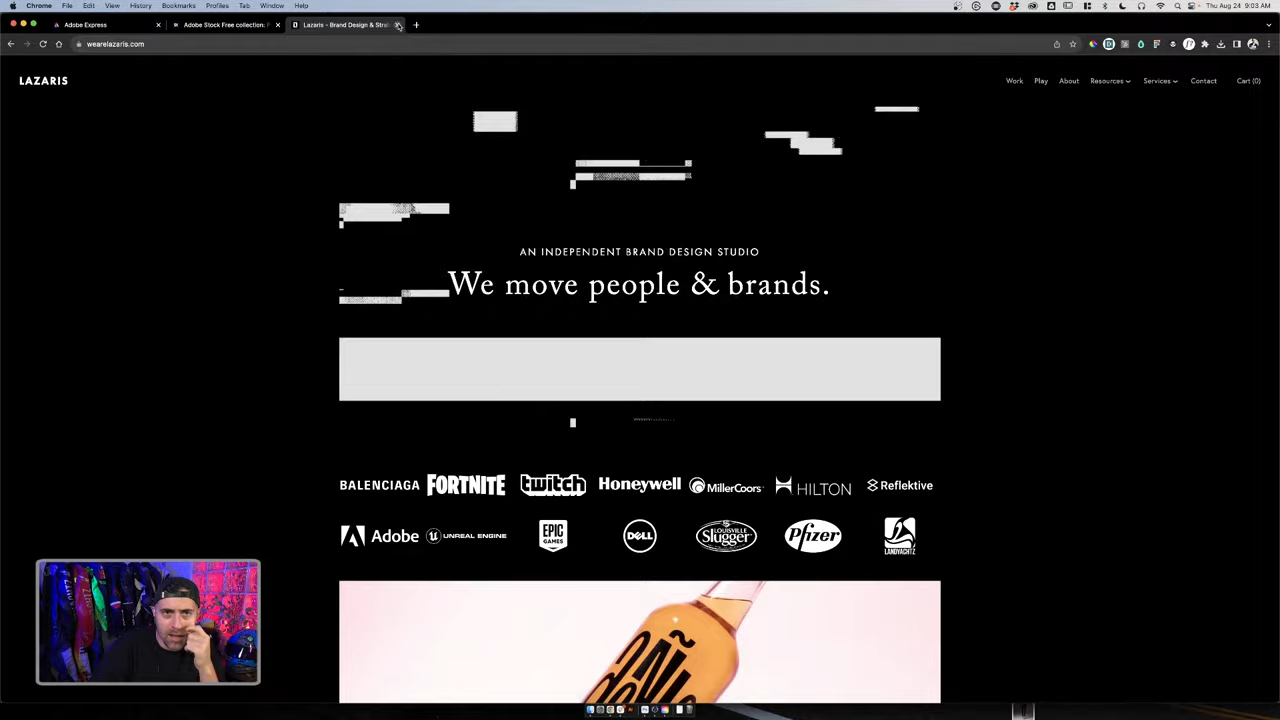 Chrome File Edit View History Bookmarks Profiles Tab Window Help
Thu Aug 24 9:03 AM
Adobe Express
Adobe Stock Free collection: F
Lazaris - Brand Design & Strat
wearelazaris.com
LAZARIS
Work Play About Resources Services Contact Cart (0)
AN INDEPENDENT BRAND DESIGN STUDIO
We move people & brands.
BALENCIAGA FORTNITE twitch Honeywell MillerCoors HILTON Reflektive
Adobe UNREAL ENGINE EPIC GAMES DELL LOUISVILLE Slugger Pfizer LANDYACHTZ